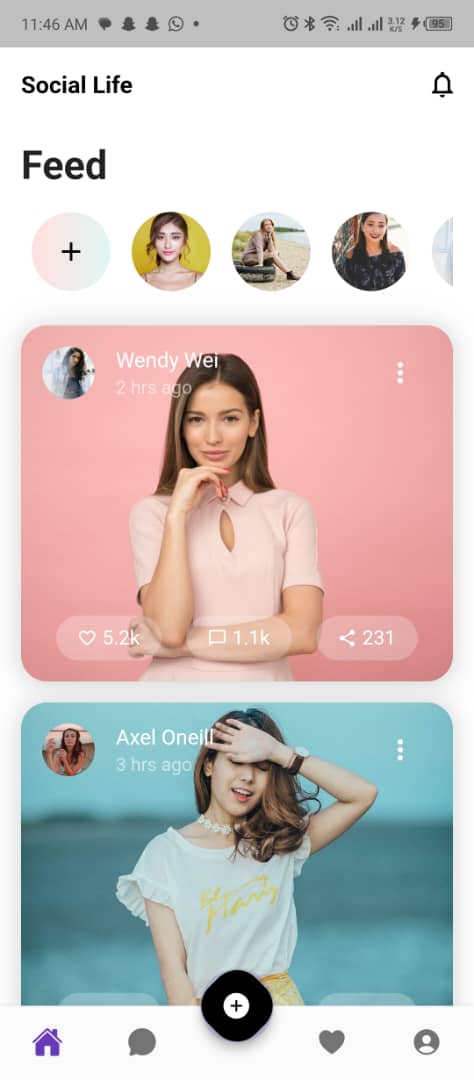 11:46 AM
3.12
K/S
95
Social Life
Feed
Wendy Wei
2 hrs ago
5.2k
1.1k
231
Axel Oneill
3 hrs ago